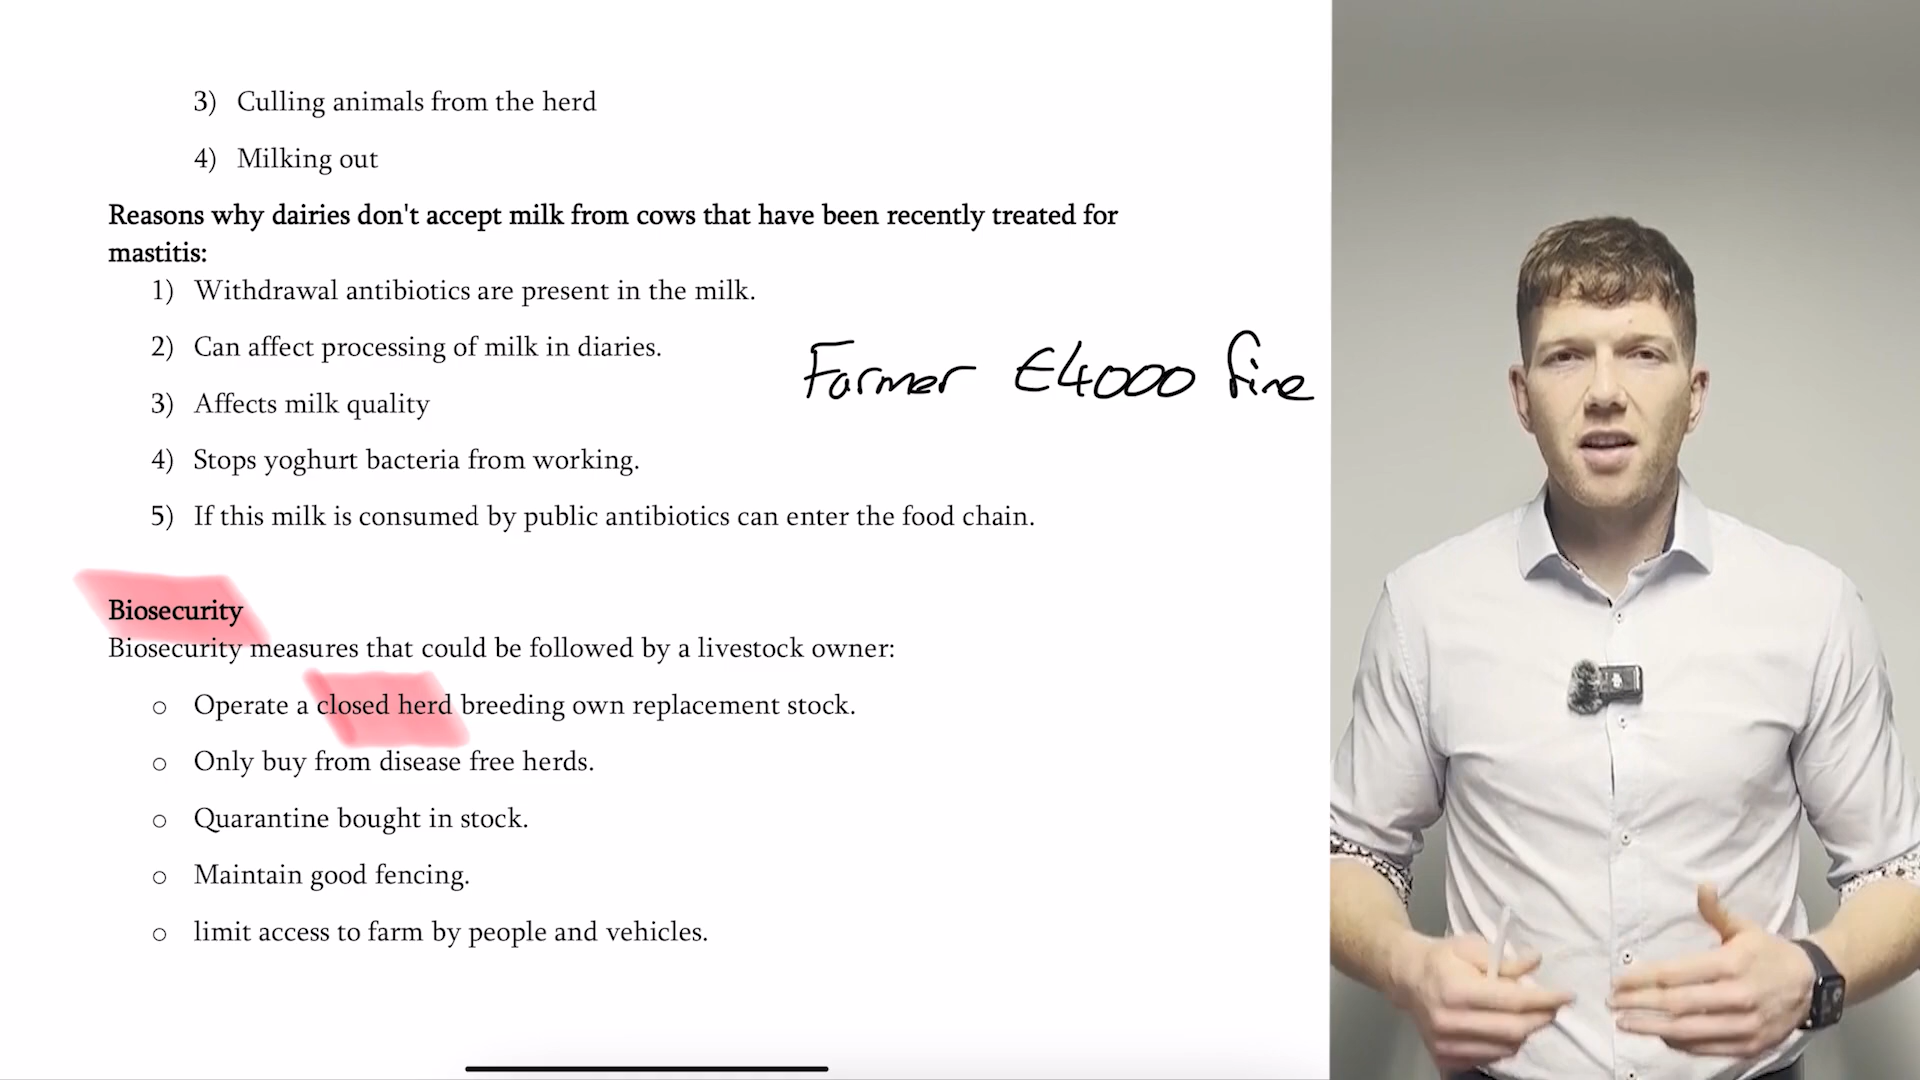 3) Culling animals from the herd
4) Milking out
Reasons why dairies don't accept milk from cows that have been recently treated for
mastitis:
1) Withdrawal antibiotics are present in the milk.
2) Can affect processing of milk in diaries.
Farmer €4000 fine
3) Affects milk quality
4) Stops yoghurt bacteria from working.
5) If this milk is consumed by public antibiotics can enter the food chain.
Biosecurity
Biosecurity measures that could be followed by a livestock owner:
o Operate a closed herd breeding own replacement stock.
o Only buy from disease free herds.
o Quarantine bought in stock.
o Maintain good fencing.
o limit access to farm by people and vehicles.